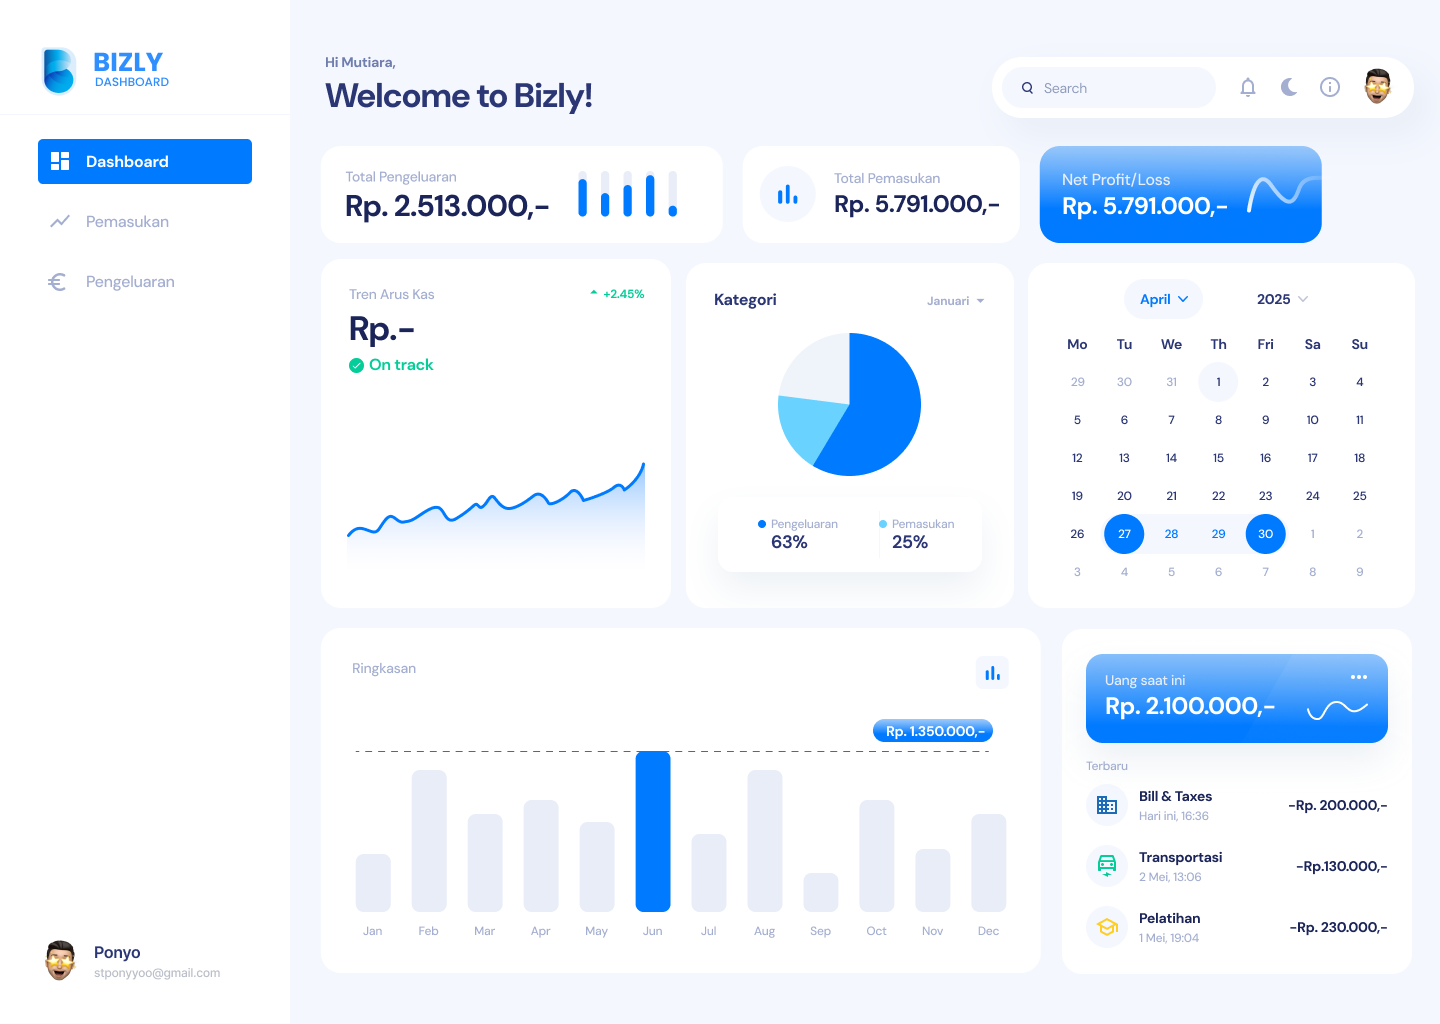 BIZLY
DASHBOARD
Dashboard
Pemasukan
Pengeluaran
Ponyo
stponyyoo@gmail.com
Hi Mutiara,
Welcome to Bizly!
Search
Total Pengeluaran
Rp. 2.513.000,-
Total Pemasukan
Rp. 5.791.000,-
Net Profit/Loss
Rp. 5.791.000,-
Tren Arus Kas
+2.45%
Rp.-
On track
Kategori
Januari
Pengeluaran
63%
Pemasukan
25%
April 2025
Mo Tu We Th Fri Sa Su
29 30 31 1 2 3 4
5 6 7 8 9 10 11
12 13 14 15 16 17 18
19 20 21 22 23 24 25
26 27 28 29 30 1 2
3 4 5 6 7 8 9
Ringkasan
Rp. 1.350.000,-
Jan Feb Mar Apr May Jun Jul Aug Sep Oct Nov Dec
Uang saat ini
Rp. 2.100.000,-
Terbaru
Bill & Taxes
Hari ini, 16:36
-Rp. 200.000,-
Transportasi
2 Mei, 13:06
-Rp.130.000,-
Pelatihan
1 Mei, 19:04
-Rp. 230.000,-